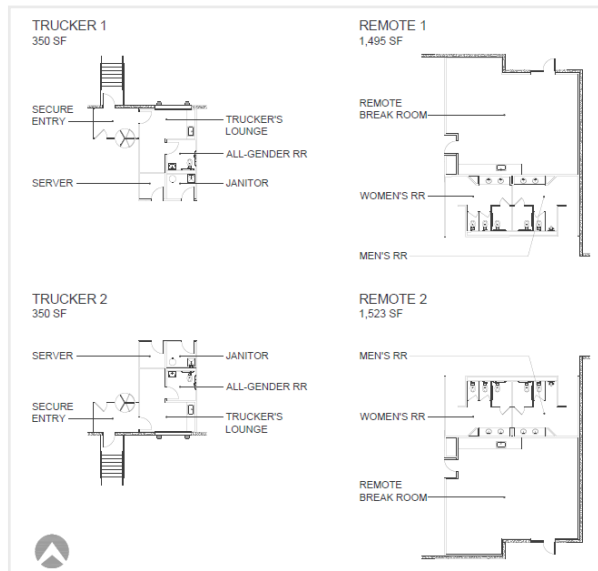 TRUCKER 1
350 SF
SECURE
ENTRY
TRUCKER'S
LOUNGE
ALL-GENDER RR
SERVER
JANITOR
REMOTE 1
1,495 SF
REMOTE
BREAK ROOM
WOMEN'S RR
MEN'S RR
TRUCKER 2
350 SF
SERVER
JANITOR
ALL-GENDER RR
SECURE
ENTRY
TRUCKER'S
LOUNGE
REMOTE 2
1,523 SF
MEN'S RR
WOMEN'S RR
REMOTE
BREAK ROOM